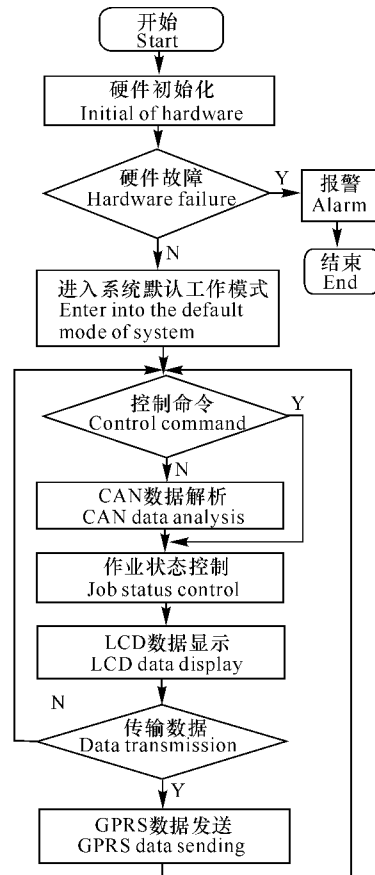 开始
Start
硬件初始化
Initial of hardware
硬件故障
Hardware failure
Y
报警
Alarm
N
结束
End
进入系统默认工作模式
Enter into the default
mode of system
控制命令
Control command
Y
N
CAN数据解析
CAN data analysis
作业状态控制
Job status control
LCD数据显示
LCD data display
N
传输数据
Data transmission
Y
GPRS数据发送
GPRS data sending